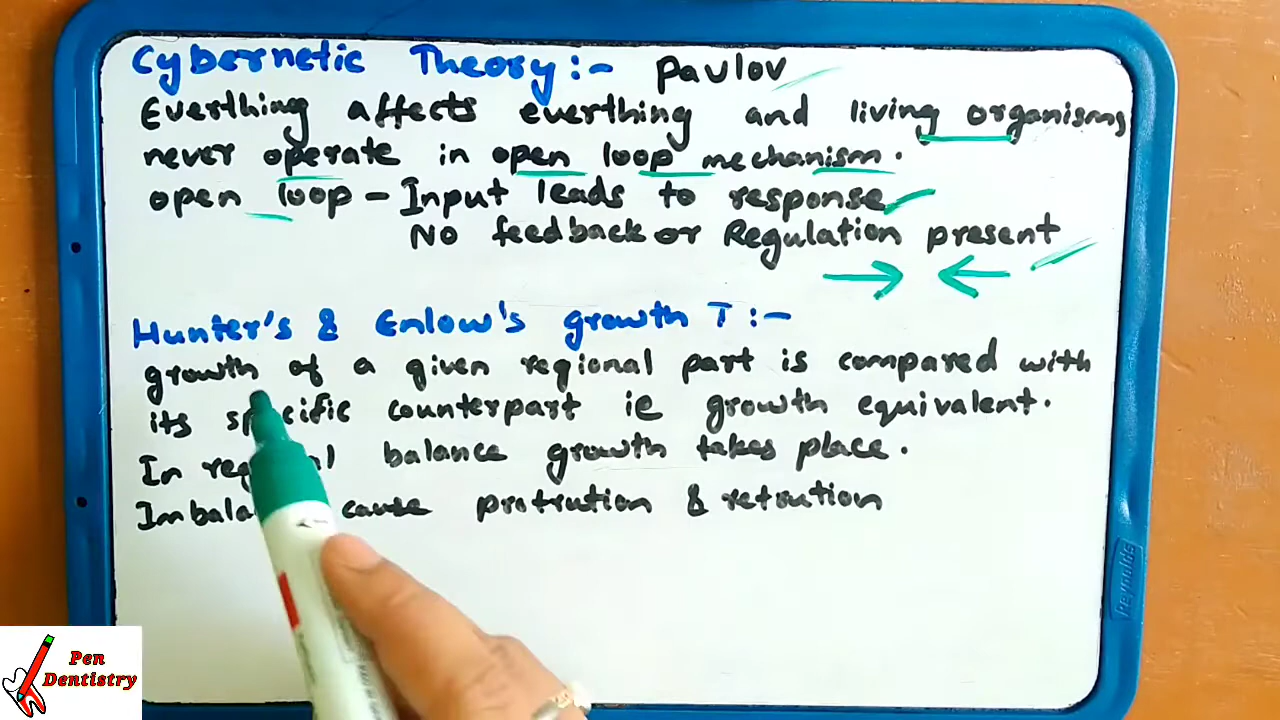 Cybernetic Theory:- Pavlov
Everthing affects everthing and living organisms
never operate in open loop mechanism.
open loop - Input leads to response
No feedback or Regulation present
Hunter's & Enlow's growth T:-
growth of a given regional part is compared with
its specific counterpart ie growth equivalent.
In balance growth takes place.
cause protrution & retrution
Reynolds
Pen
Dentistry